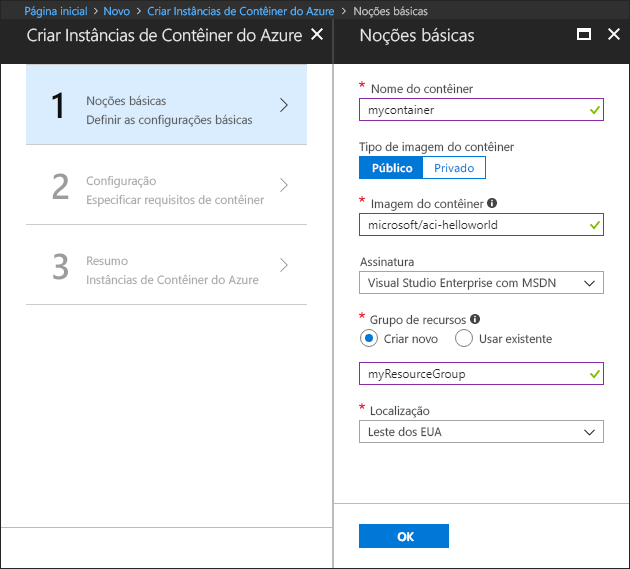 Página inicial > Novo > Criar Instâncias de Contêiner do Azure > Noções básicas
Criar Instâncias de Contêiner do Azure
1
Noções básicas
Definir as configurações básicas
2
Configuração
Especificar requisitos de contêiner
3
Resumo
Instâncias de Contêiner do Azure
Noções básicas
* Nome do contêiner
mycontainer
Tipo de imagem do contêiner
Público Privado
* Imagem do contêiner
microsoft/aci-helloworld
Assinatura
Visual Studio Enterprise com MSDN
* Grupo de recursos
Criar novo Usar existente
myResourceGroup
* Localização
Leste dos EUA
OK